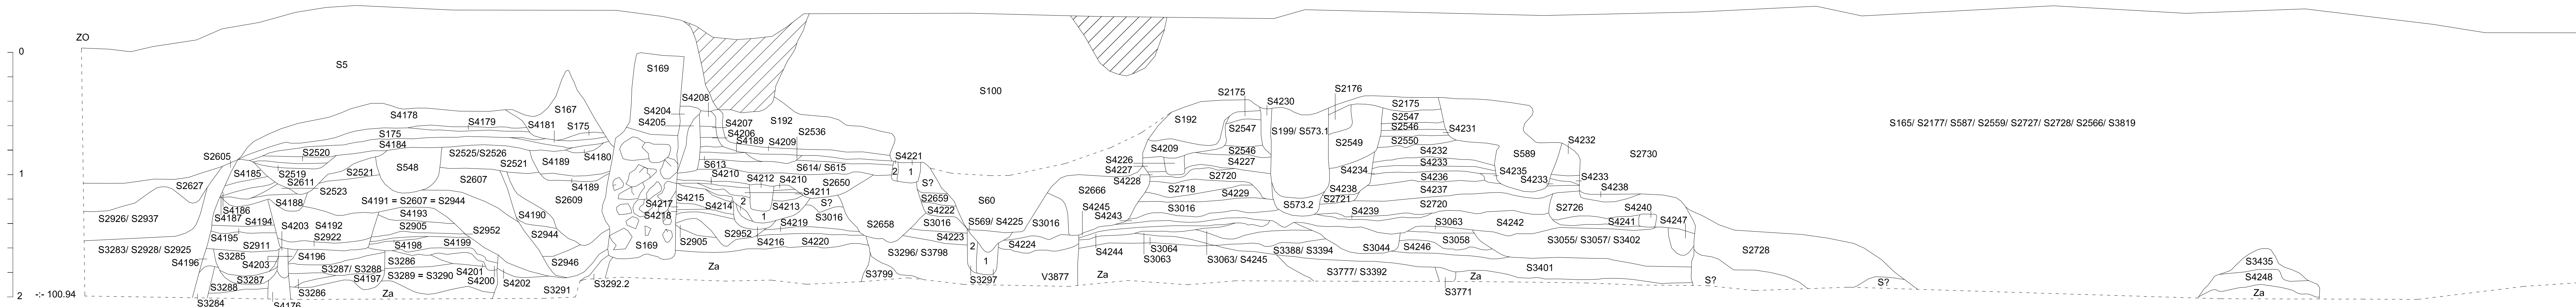 ZO
0
S5
S169
S100
S2175
S2176
S4208
S4230
S2175
S167
S4204
S4178
S4205
S4207
S192
S192
S2547
S165/ S2177/ S587/ S2559/ S2727/ S2728/ S2566/ S3819
S4179
S4181
S175
S2547
S199/ S573.1
S2546
S4231
S175
S4206
S2536
S4184
S4189
S4209
S4209
S2549
S2550
S4232
S2605
S2520
S2525/S2526
S4180
S4221
S2546
S4232
S589
S2730
S2521
S4189
S613
S614/ S615
S4226
S4227
S4233
1
S4185
S2519
S2521
S548
S4210
S4212
S4210
2
1
S4227
S4234
S4235
S2611
S2607
S4228
S2720
S4236
S4233
S4233
S2627
S2523
S4189
S2650
S?
S2718
S4238
S4237
S4238
S4188
S4191 = S2607 = S2944
S2609
S4211
S2659
S60
S2666
S4229
S2721
S4186
S4217
S4215
S4214
2
S4213
S?
S4222
S4245
S3016
S573.2
S2720
S2726
S4240
S2926/ S2937
S4187
S4194
S4193
S4190
S4218
1
S3016
S4243
S4239
S4203
S4192
S2905
S2952
S4219
S2658
S3016
S569/ S4225
S3016
S3063
S4242
S4241
S4247
S4195
S2922
S2944
S2952
S4223
S3283/ S2928/ S2925
S2911
S4198
S4199
S169
S2905
S4216
S4220
2
S4224
S3064
S3388/ S3394
S3044
S4246
S3058
S3055/ S3057/ S3402
S2728
S3285
S4196
S3296/ S3798
S4244
S3063
S3063/ S4245
S4196
S4203
S3286
S2946
1
S3435
S3287/ S3288
S4201
Za
V3877
Za
S3777/ S3392
S3401
S3287
S4197
S3289 = S3290
S4200
S4202
S3292.2
S3799
S3297
Za
S?
S?
S4248
S3288
S3286
Za
S3291
S3771
Za
2
-:- 100.94
S3284
S4176